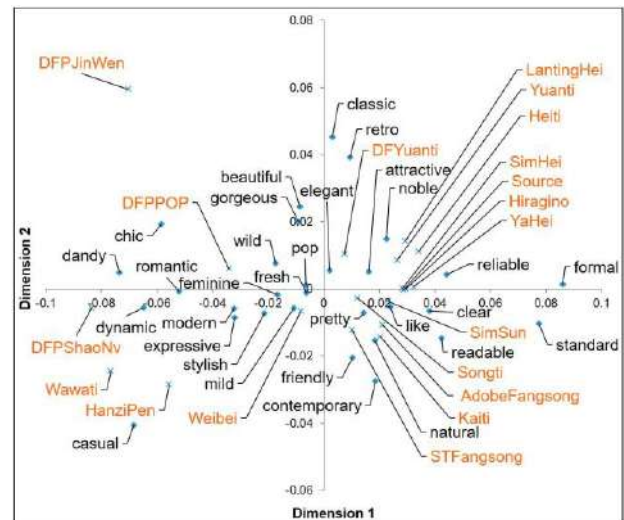 0.08
DFPJinWen
LantingHei
0.06
Yuanti
classic
Heiti
retro
0.04
DFYuanti
SimHei
beautiful
attractive
Source
elegant
noble
DFPPOP
gorgeous
Hiragino
0.02
YaHei
chic
wild
pop
dandy
romantic
reliable
formal
feminine
fresh
-0.1 -0.08 -0.06 -0.04 -0.02 0 0.02 0.04 0.06 0.08 0.1
dynamic
modern
pretty
like
clear
DFPShaoNv
expressive
SimSun
standard
stylish
-0.02
readable
Wawati
mild
friendly
Songti
HanziPen
Weibei
contemporary
AdobeFangsong
-0.04
Kaiti
casual
natural
STFangsong
-0.06
Dimension 1
Dimension 2